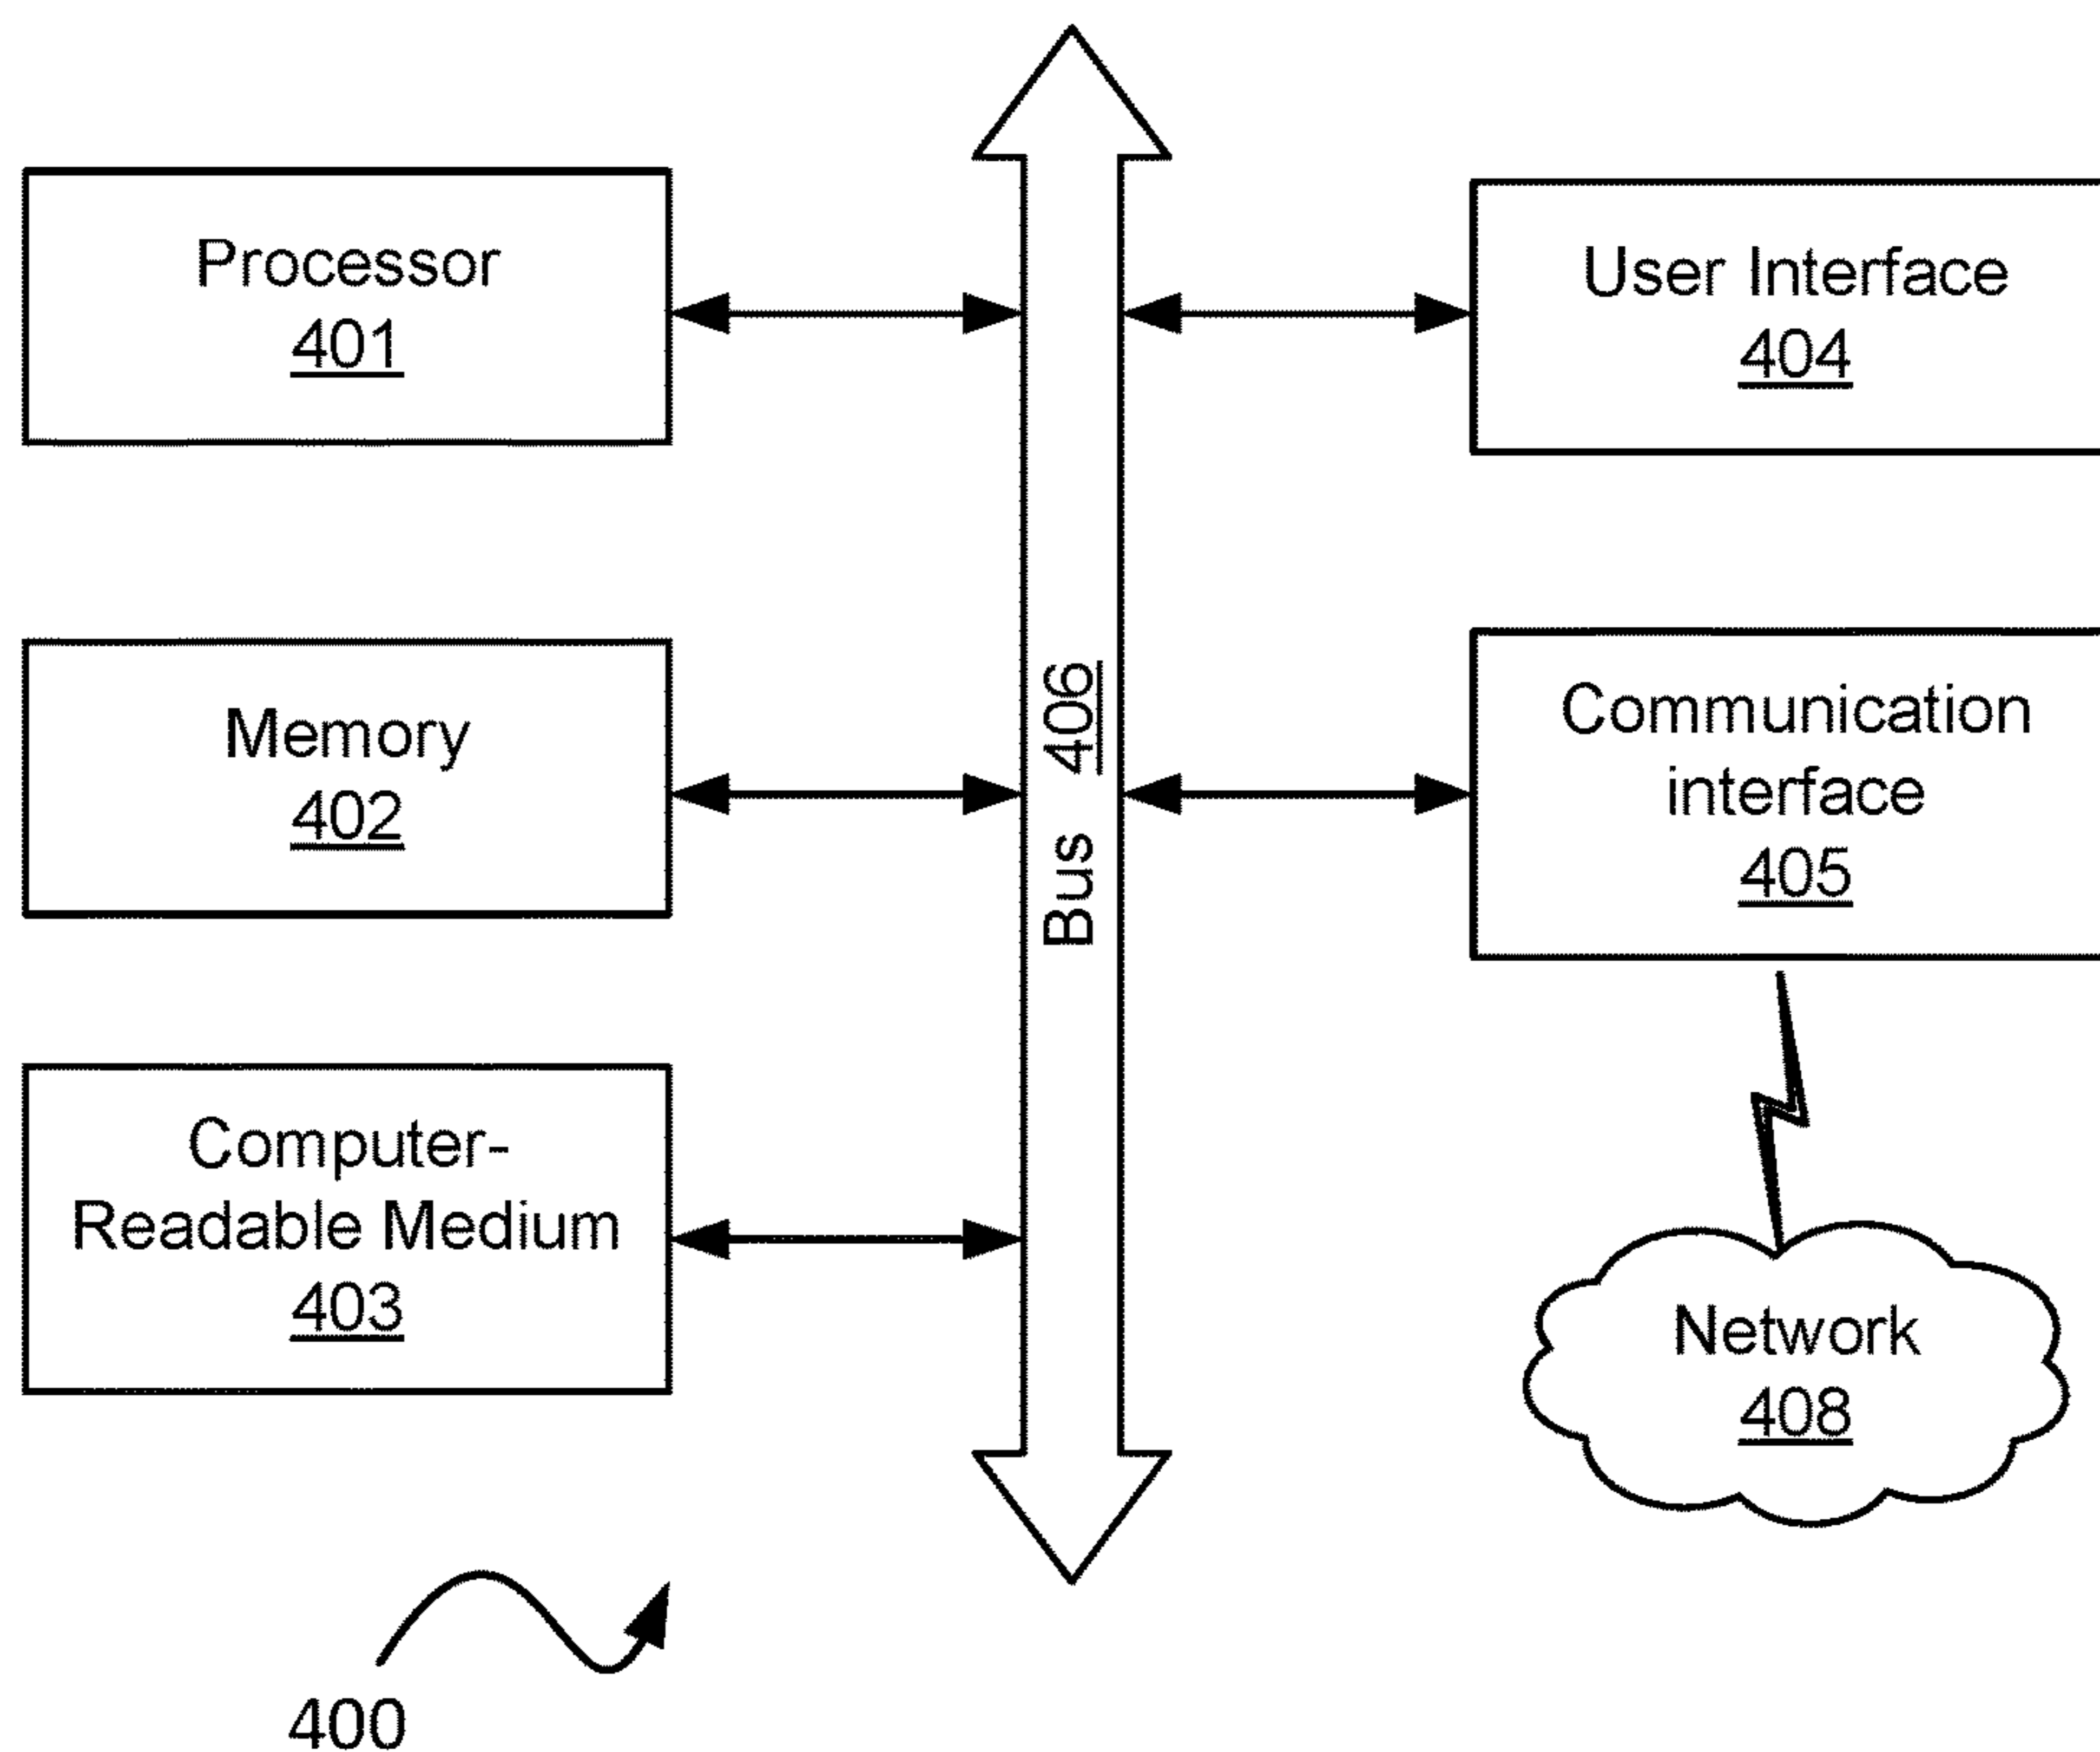 Processor
401
Memory
402
Computer-
Readable Medium
403
Bus 406
User Interface
404
Communication
interface
405
Network
408
400